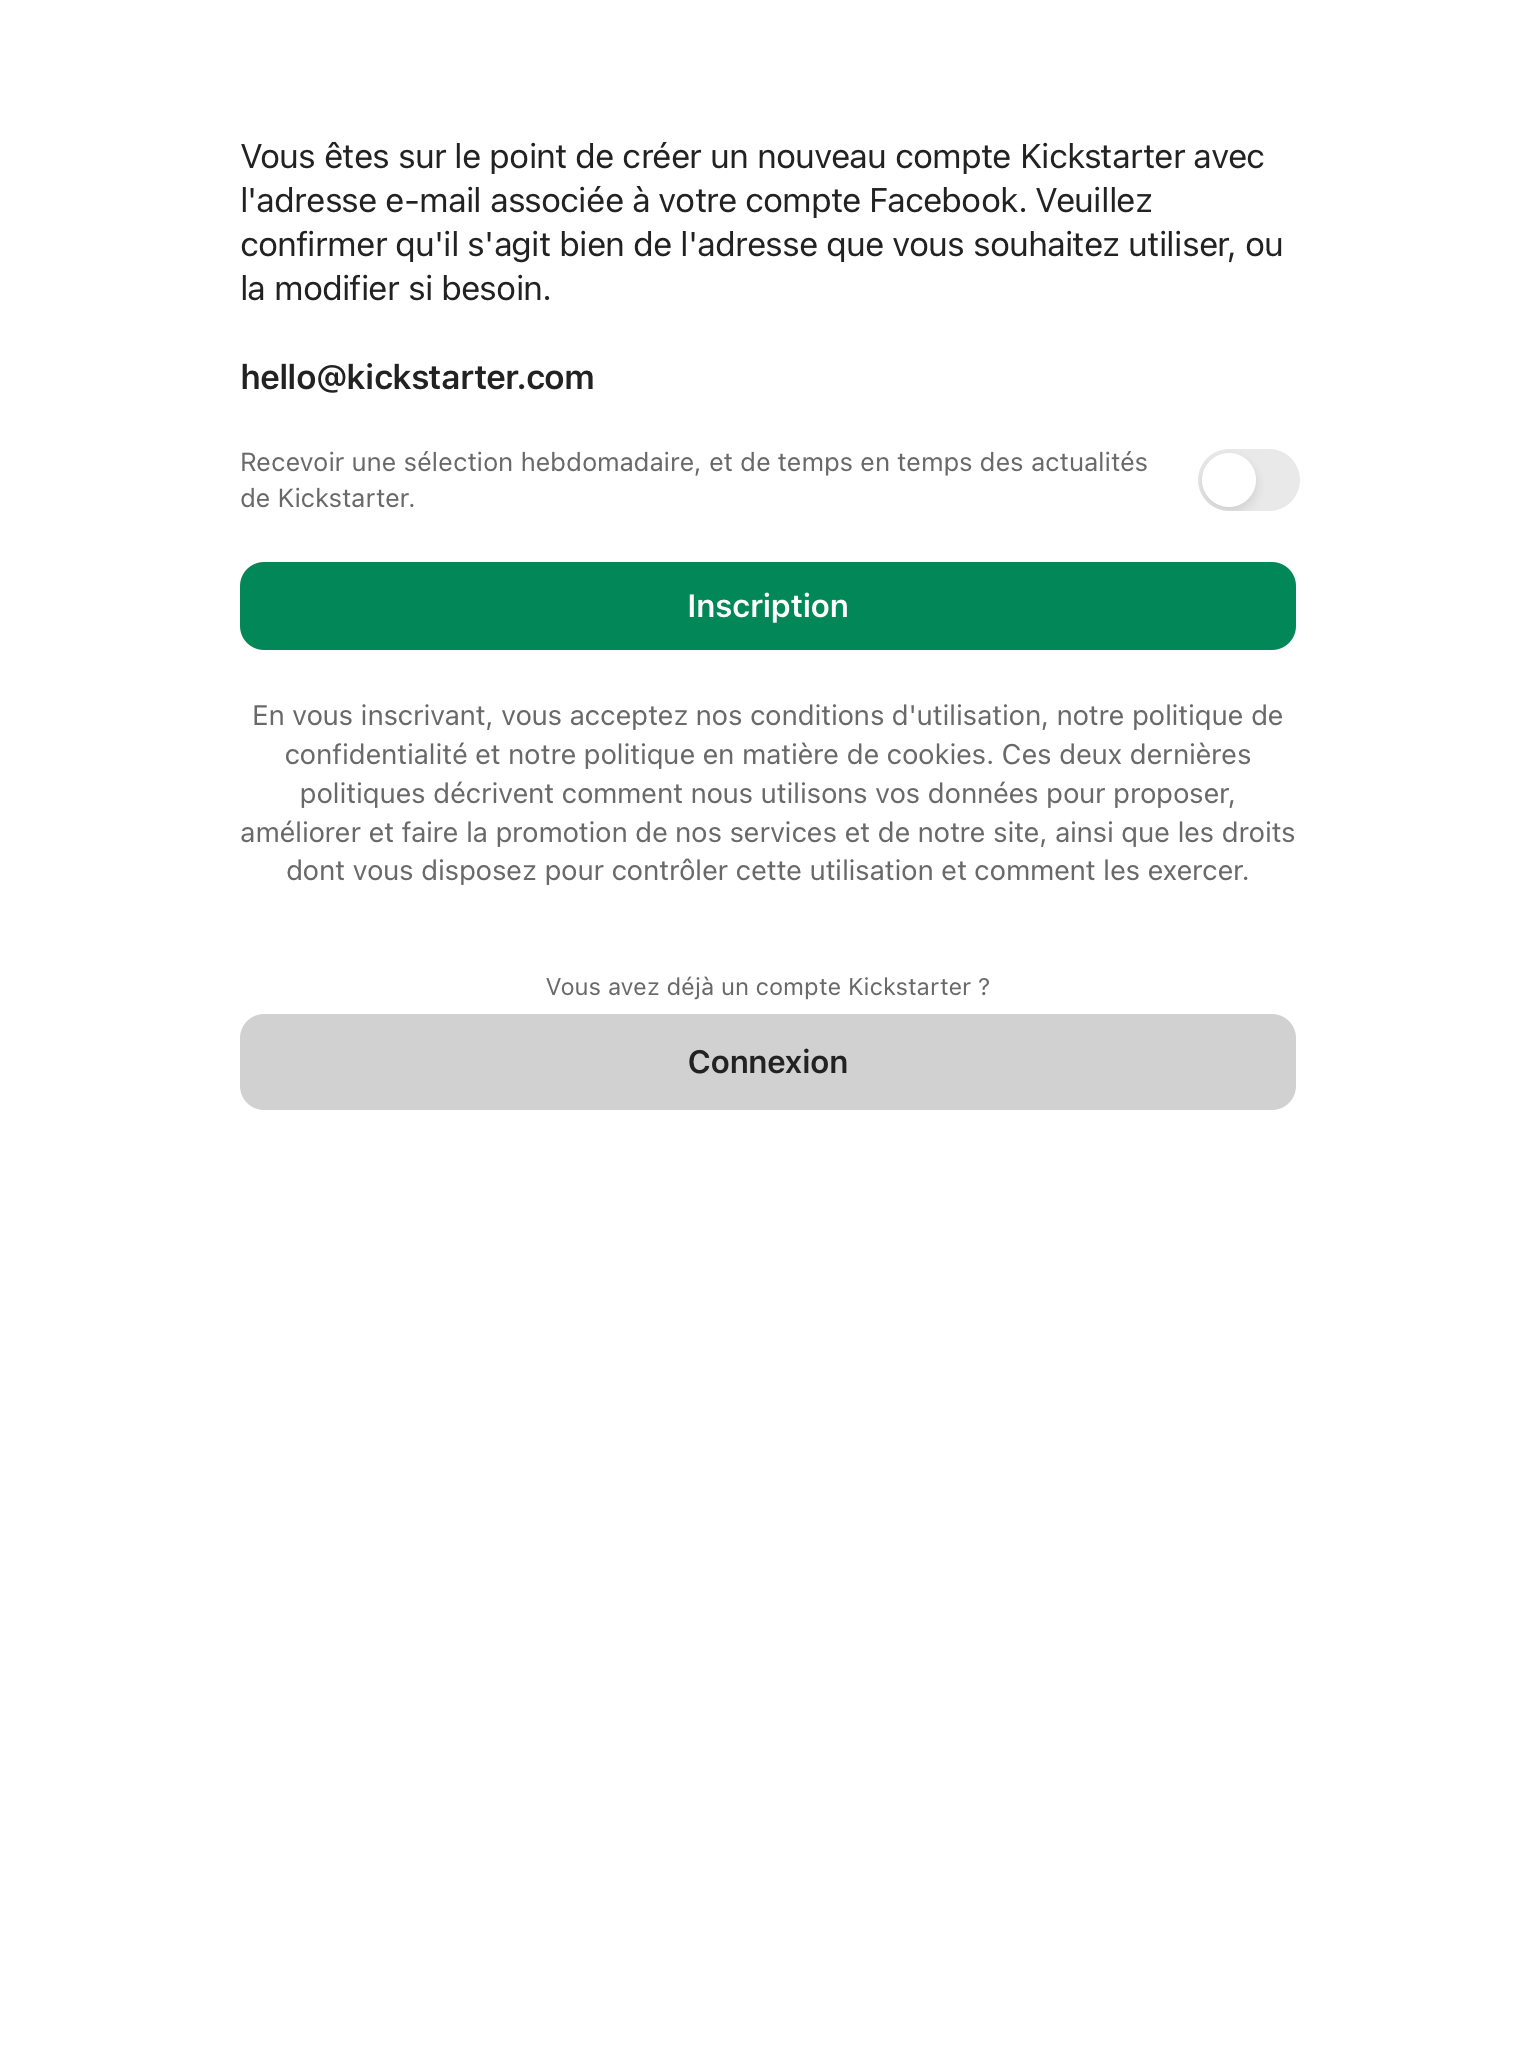 Vous êtes sur le point de créer un nouveau compte Kickstarter avec
l'adresse e-mail associée à votre compte Facebook. Veuillez
confirmer qu'il s'agit bien de l'adresse que vous souhaitez utiliser, ou
la modifier si besoin.
hello@kickstarter.com
Recevoir une sélection hebdomadaire, et de temps en temps des actualités
de Kickstarter.
Inscription
En vous inscrivant, vous acceptez nos conditions d'utilisation, notre politique de
confidentialité et notre politique en matière de cookies. Ces deux dernières
politiques décrivent comment nous utilisons vos données pour proposer,
améliorer et faire la promotion de nos services et de notre site, ainsi que les droits
dont vous disposez pour contrôler cette utilisation et comment les exercer.
Vous avez déjà un compte Kickstarter ?
Connexion